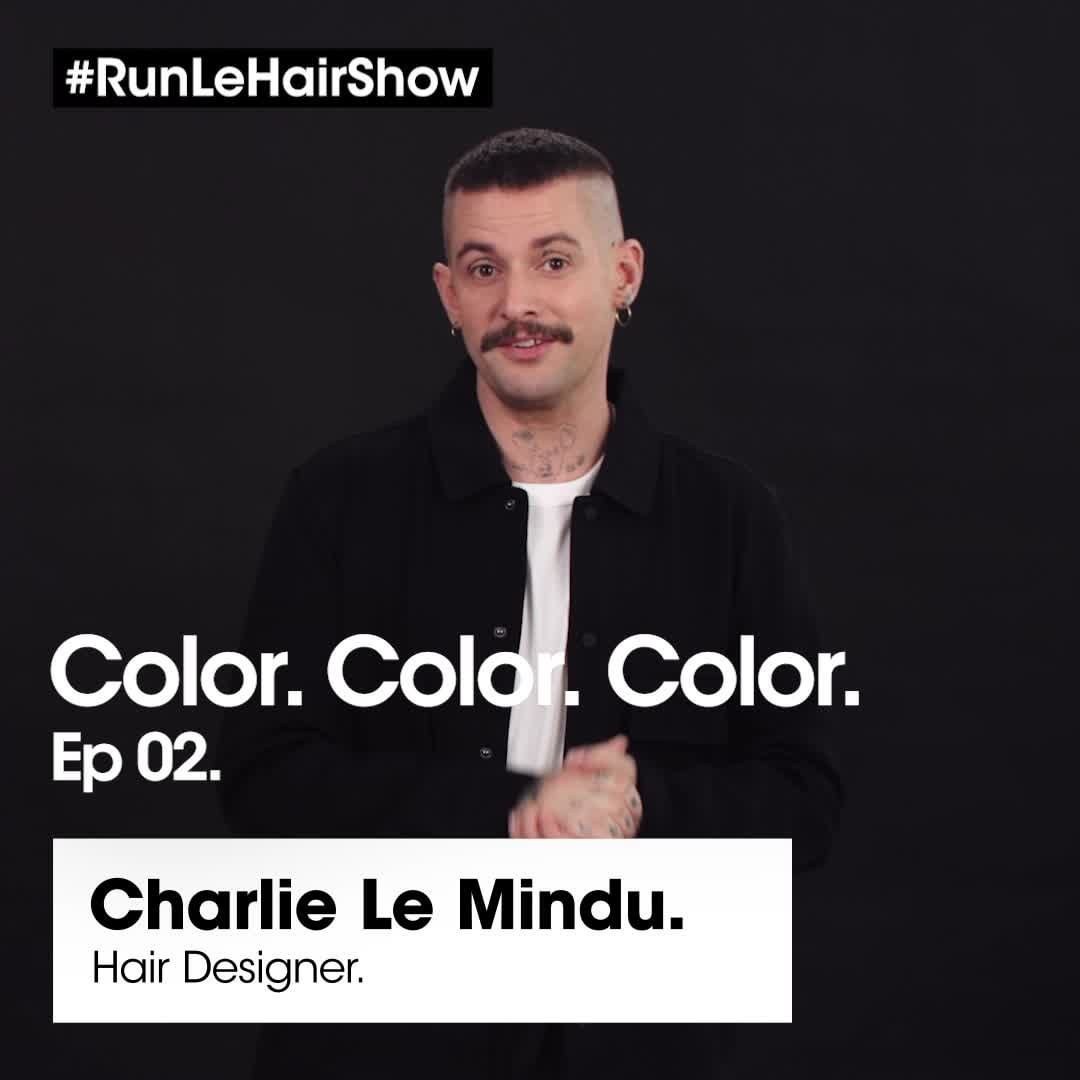 #RunLeHairShow
Color. Color. Color.
Ep 02.
Charlie Le Mindu.
Hair Designer.